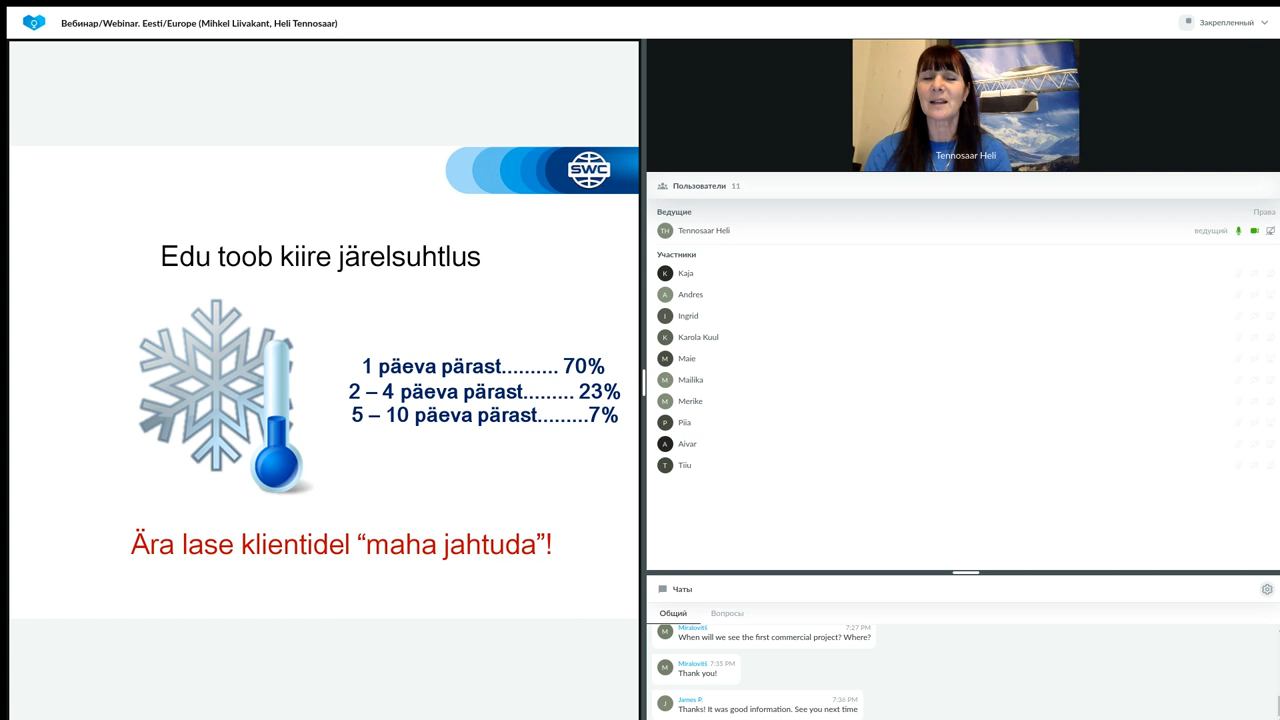 Вебинар/Webinar. Eesti/Europe (Mihkel Liivakant, Heli Tennosaar)
Закрепленный
SWC
Edu toob kiire järelsuhtlus
1 päeva pärast.......... 70%
2 – 4 päeva pärast......... 23%
5 – 10 päeva pärast.........7%
Ära lase klientidel “maha jahtuda”!
Tennosaar Heli
Пользователи 11
Ведущие Права
TH Tennosaar Heli ведущий
Участники
K Kaja
A Andres
I Ingrid
K Karola Kuul
M Maie
M Mailika
M Merike
P Piia
A Aivar
T Tiiu
Чаты
Общий Вопросы
Miralovitš 7:27 PM
M When will we see the first commercial project? Where?
Miralovitš 7:35 PM
M Thank you!
James P. 7:36 PM
J Thanks! It was good information. See you next time